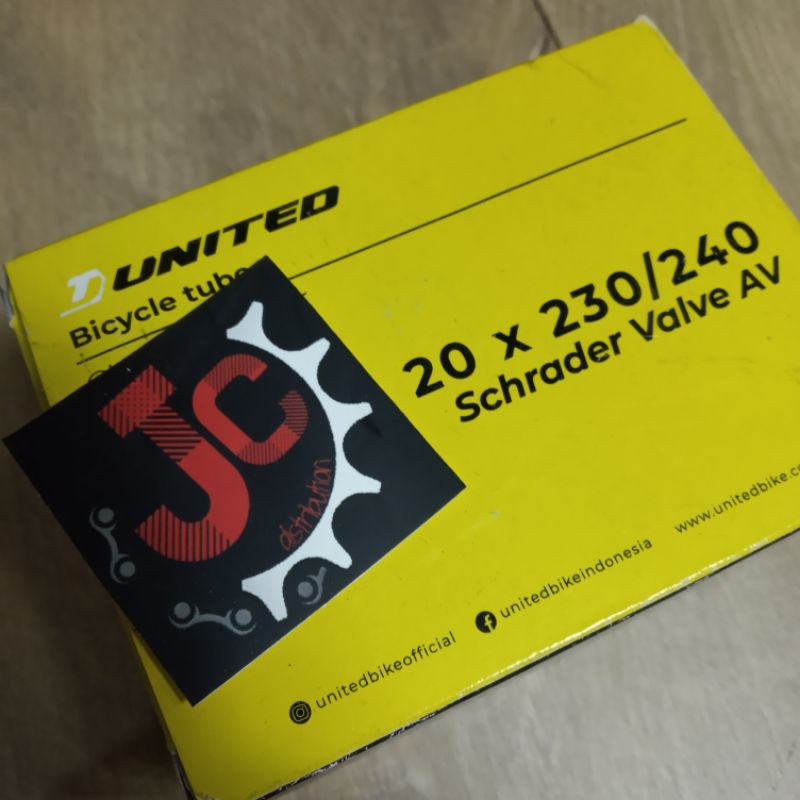 UNITED
Bicycle tube
20 x 230/240
Schrader Valve AV
JC
distribution
unitedbikeofficial
unitedbikeindonesia
www.unitedbike.co